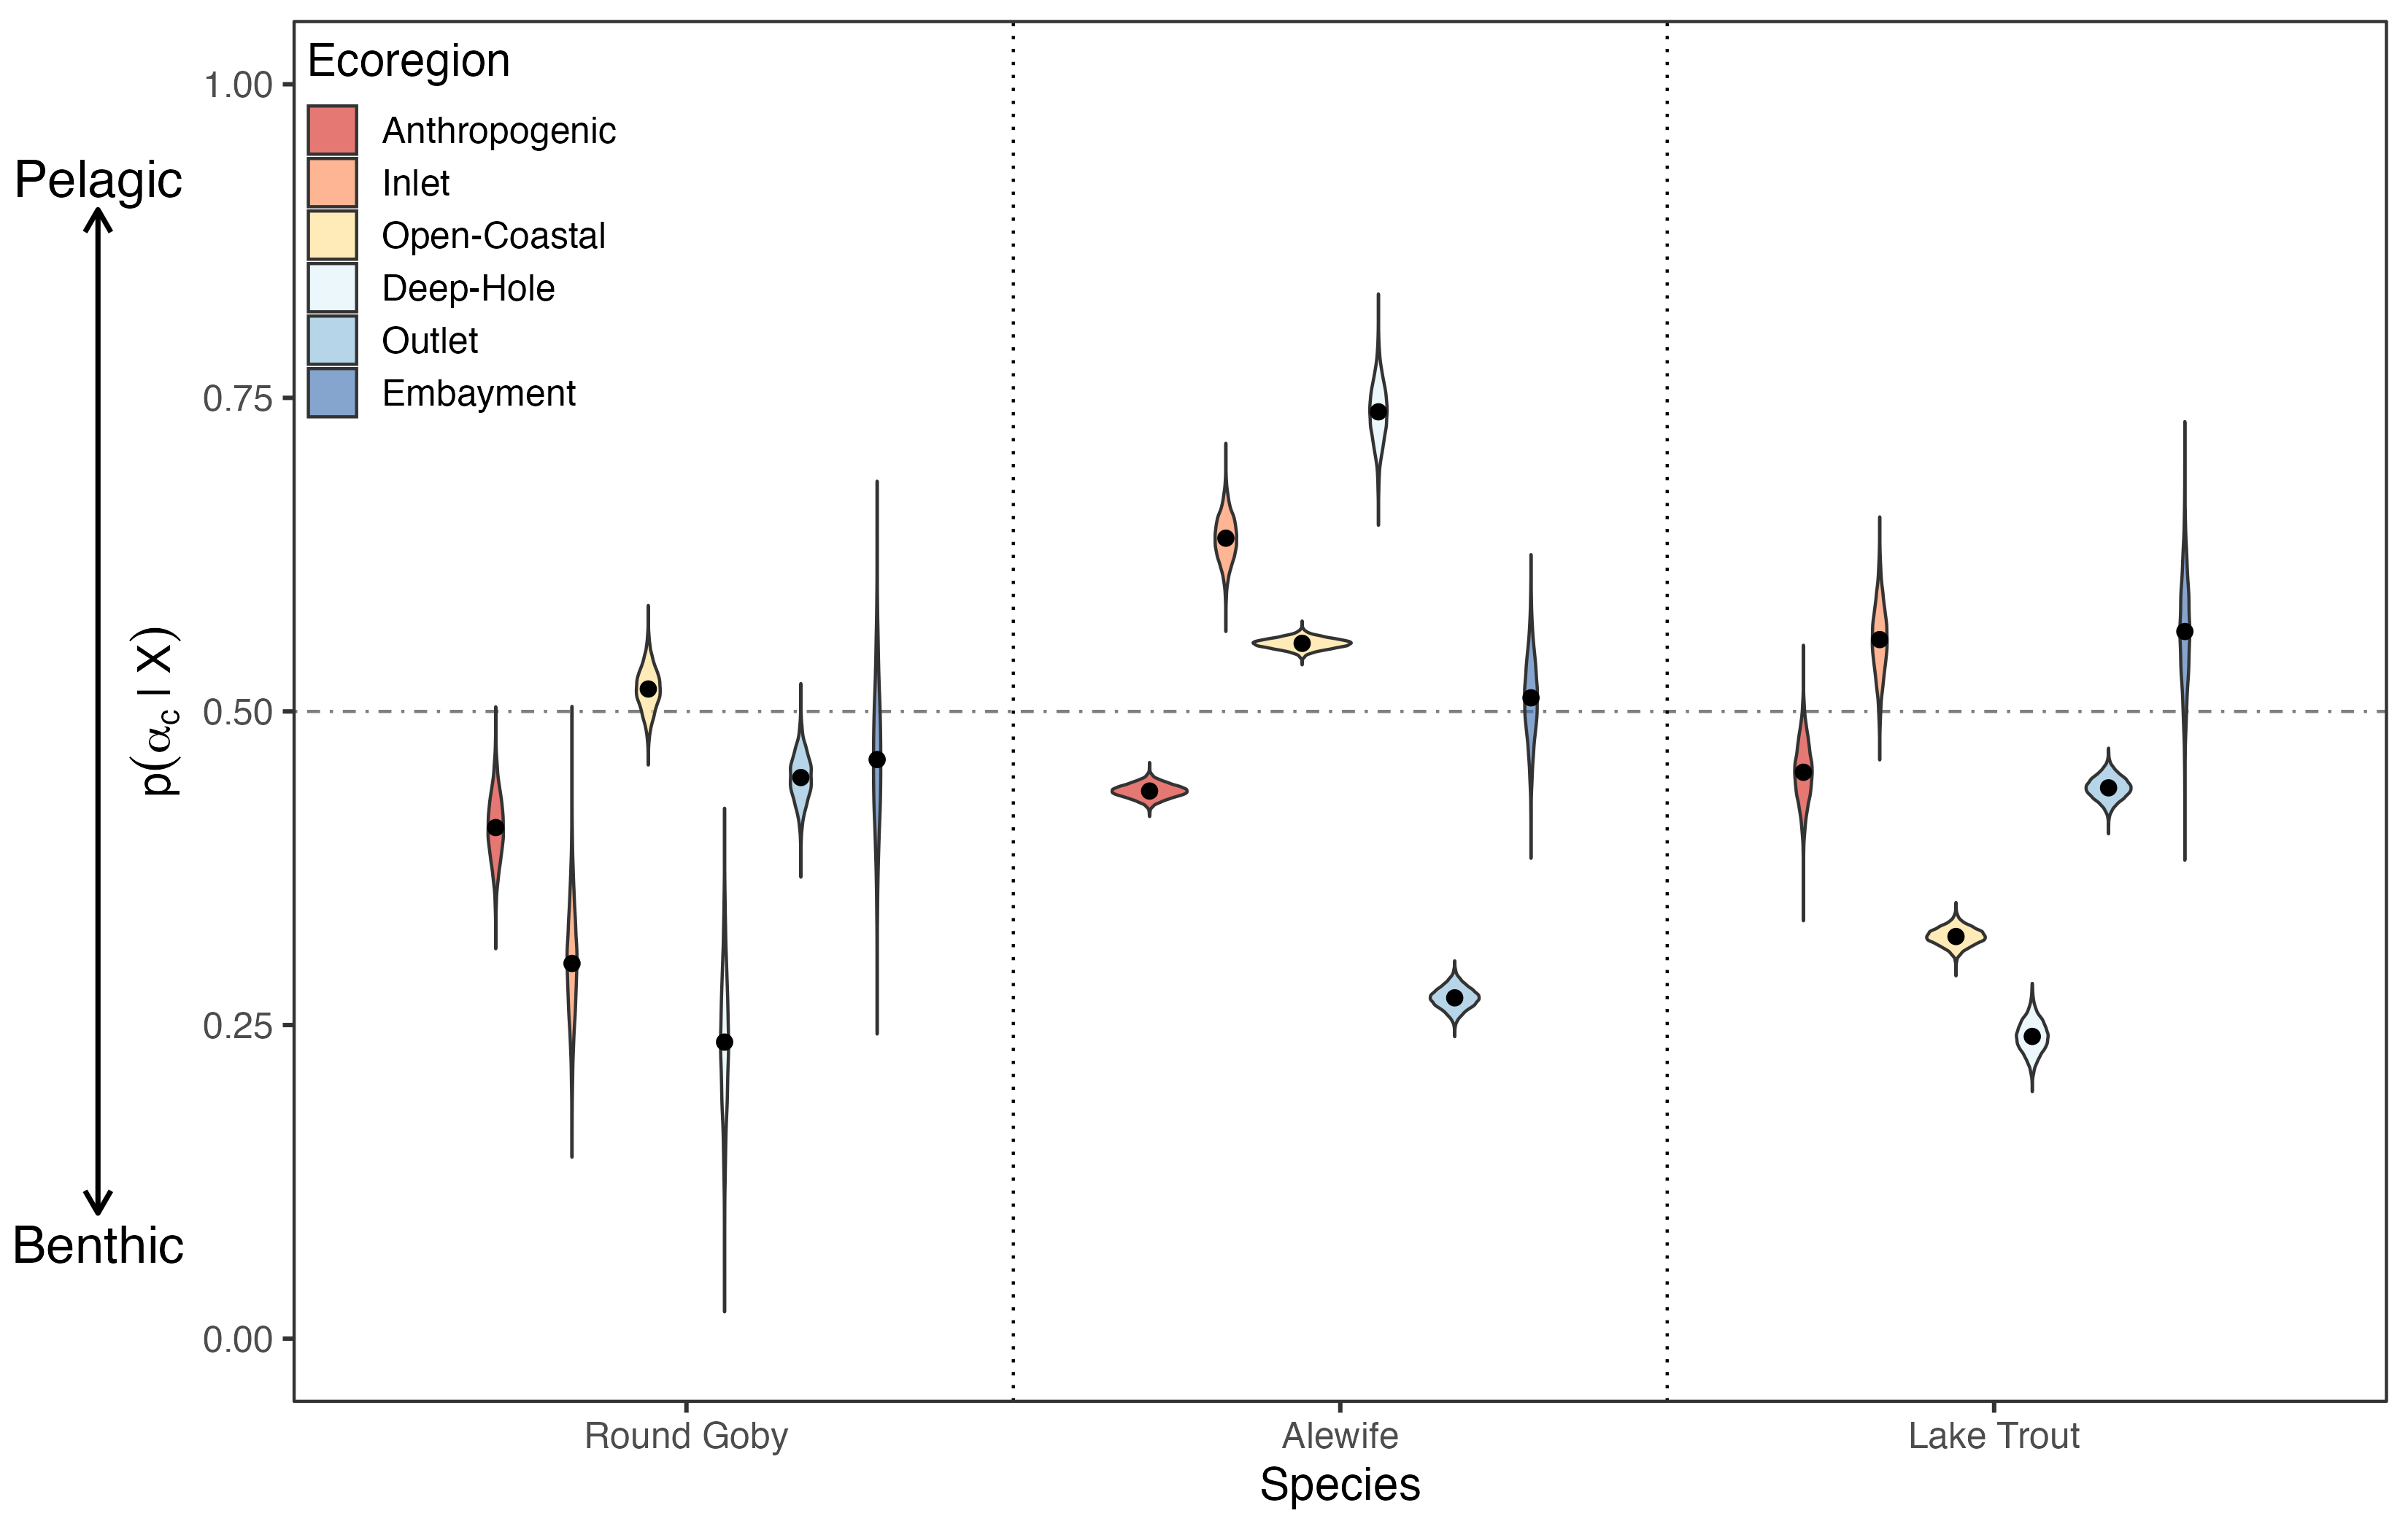 Ecoregion
Anthropogenic
Inlet
Open-Coastal
Deep-Hole
Outlet
Embayment
Pelagic
Benthic
p(αc | X)
1.00
0.75
0.50
0.25
0.00
Round Goby
Alewife
Lake Trout
Species